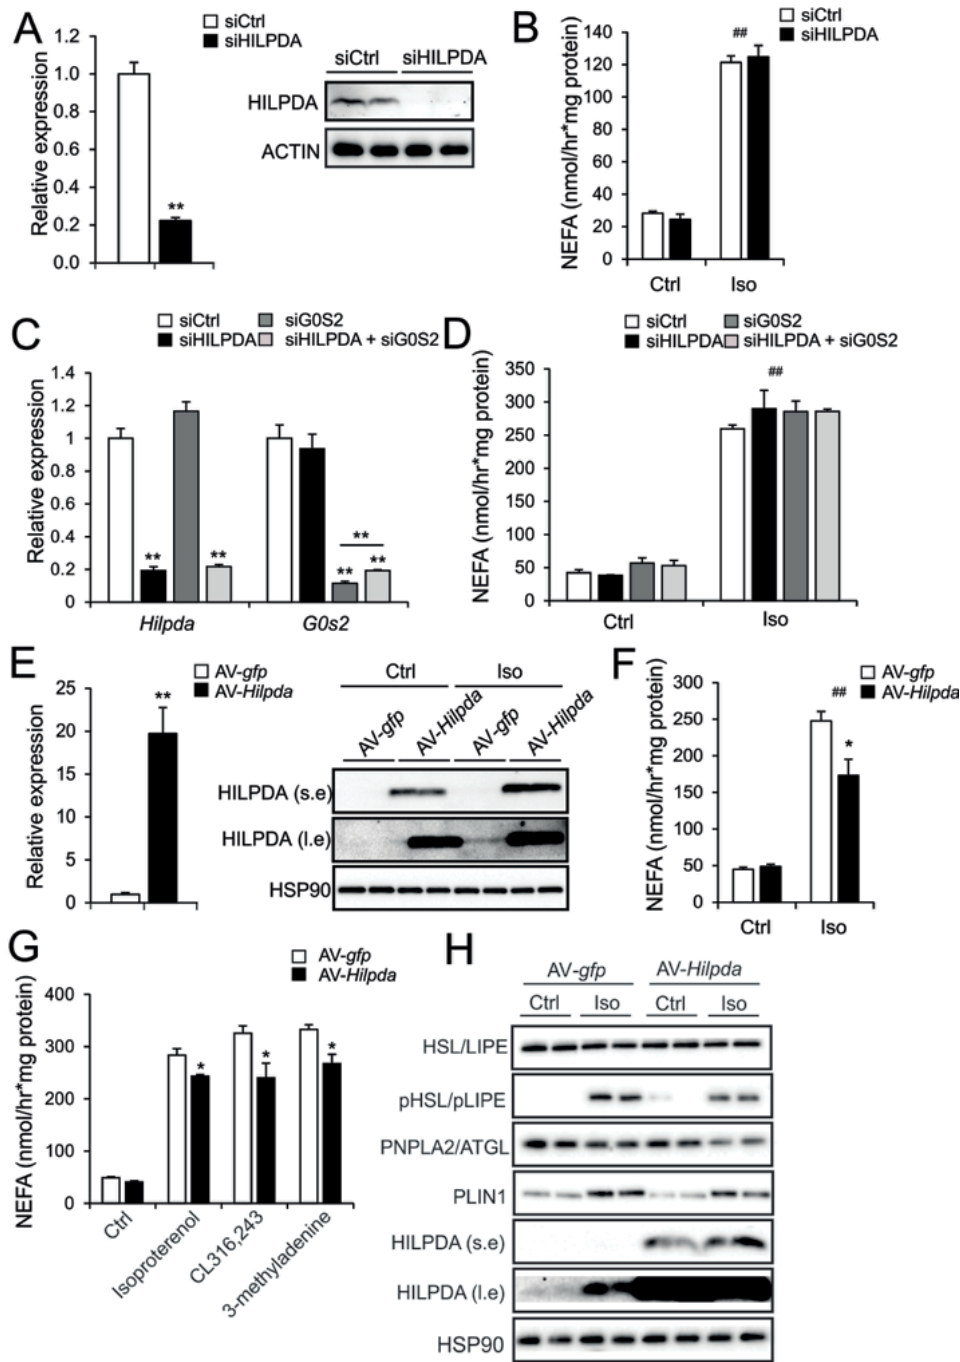 A
siCtrl
siHILPDA
Relative expression
1.2
1.0
0.8
0.6
0.4
0.2
0.0
**
siCtrl siHILPDA
HILPDA
ACTIN
B
siCtrl
siHILPDA
NEFA (nmol/hr*mg protein)
140
120
100
80
60
40
20
0
##
Ctrl Iso
C
siCtrl siG0S2
siHILPDA siHILPDA + siG0S2
Relative expression
1.4
1.2
1
0.8
0.6
0.4
0.2
0
** ** ** ** **
Hilpda G0s2
D
siCtrl siG0S2
siHILPDA siHILPDA + siG0S2
NEFA (nmol/hr*mg protein)
350
300
250
200
150
100
50
0
##
Ctrl Iso
E
AV-gfp
AV-Hilpda
Relative expression
25
20
15
10
5
0
**
Ctrl Iso
AV-gfp AV-Hilpda AV-gfp AV-Hilpda
HILPDA (s.e)
HILPDA (l.e)
HSP90
F
AV-gfp
AV-Hilpda
NEFA (nmol/hr*mg protein)
300
250
200
150
100
50
0
##
*
Ctrl Iso
G
AV-gfp
AV-Hilpda
NEFA (nmol/hr*mg protein)
400
300
200
100
0
* * *
Ctrl
Isoproterenol
CL316,243
3-methyladenine
H
AV-gfp AV-Hilpda
Ctrl Iso Ctrl Iso
HSL/LIPE
pHSL/pLIPE
PNPLA2/ATGL
PLIN1
HILPDA (s.e)
HILPDA (l.e)
HSP90